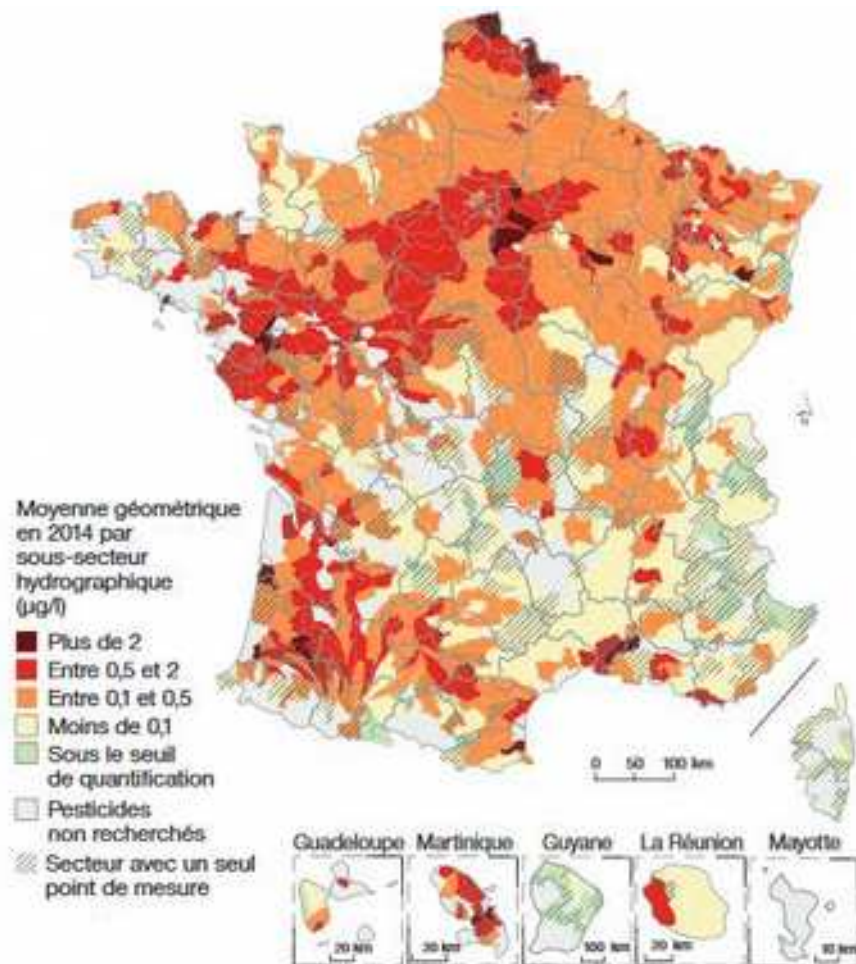 Moyenne géométrique
en 2014 par
sous-secteur
hydrographique
(µg/l)
Plus de 2
Entre 0,5 et 2
Entre 0,1 et 0,5
Moins de 0,1
Sous le seuil
de quantification
Pesticides
non recherchés
Secteur avec un seul
point de mesure
0 50 100 km
Guadeloupe
Martinique
Guyane
La Réunion
Mayotte
20 km
20 km
100 km
20 km
10 km